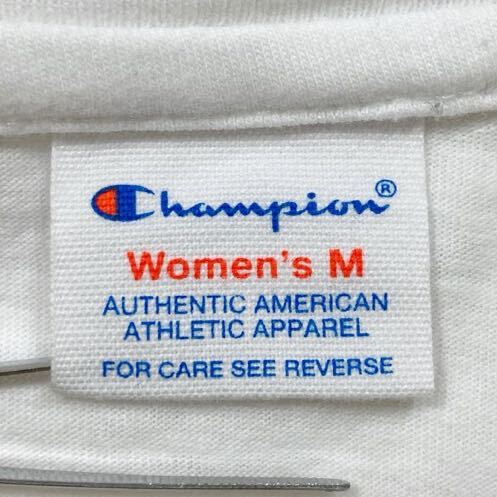 Champion®
Women's M
AUTHENTIC AMERICAN
ATHLETIC APPAREL
FOR CARE SEE REVERSE